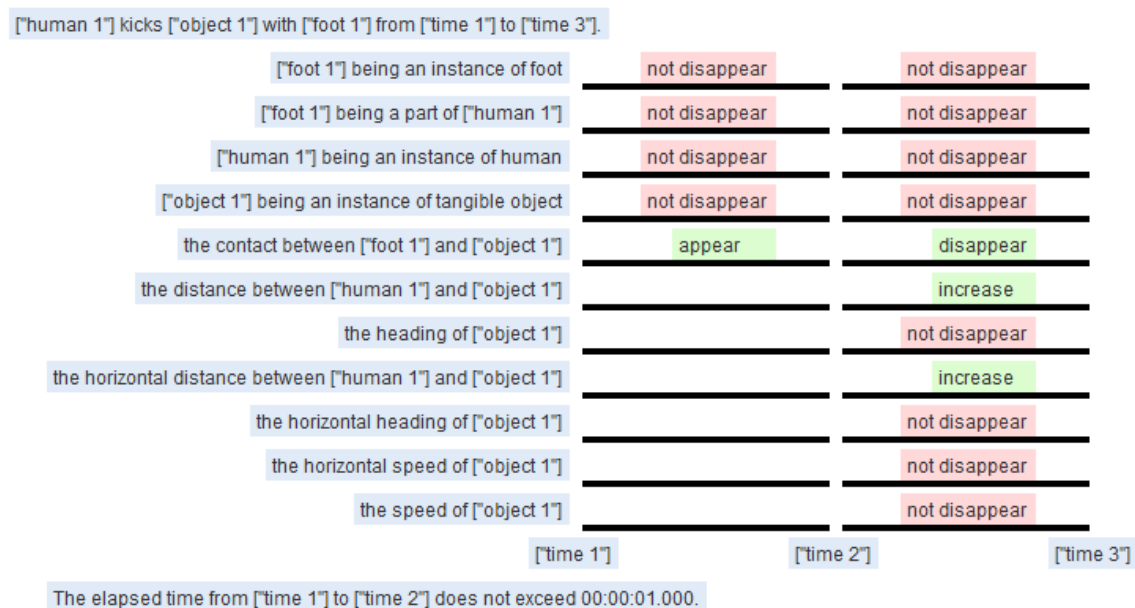 ["human 1"] kicks ["object 1"] with ["foot 1"] from ["time 1"] to ["time 3"].
["foot 1"] being an instance of foot not disappear not disappear
["foot 1"] being a part of ["human 1"] not disappear not disappear
["human 1"] being an instance of human not disappear not disappear
["object 1"] being an instance of tangible object not disappear not disappear
the contact between ["foot 1"] and ["object 1"] appear disappear
the distance between ["human 1"] and ["object 1"] increase
the heading of ["object 1"] not disappear
the horizontal distance between ["human 1"] and ["object 1"] increase
the horizontal heading of ["object 1"] not disappear
the horizontal speed of ["object 1"] not disappear
the speed of ["object 1"] not disappear
["time 1"] ["time 2"] ["time 3"]
The elapsed time from ["time 1"] to ["time 2"] does not exceed 00:00:01.000.